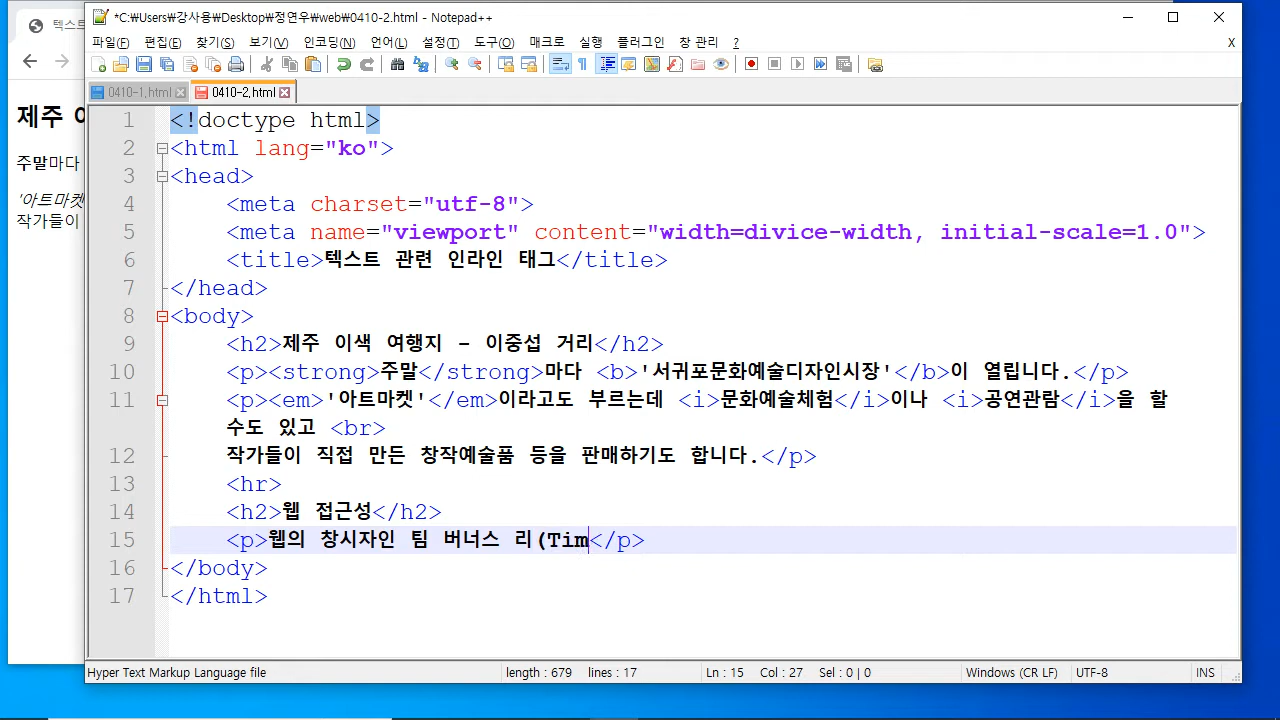 텍스트
*C:₩Users₩강사용₩Desktop₩정연우₩web₩0410-2.html - Notepad++
파일(F) 편집(E) 찾기(S) 보기(V) 인코딩(N) 언어(L) 설정(T) 도구(O) 매크로 실행 플러그인 창 관리 ? X
0410-1.html 0410-2.html
제주 이
주말마다
'아트마켓
작가들이
1 <!doctype html>
2 <html lang="ko">
3 <head>
4 <meta charset="utf-8">
5 <meta name="viewport" content="width=divice-width, initial-scale=1.0">
6 <title>텍스트 관련 인라인 태그</title>
7 </head>
8 <body>
9 <h2>제주 이색 여행지 - 이중섭 거리</h2>
10 <p><strong>주말</strong>마다 <b>'서귀포문화예술디자인시장'</b>이 열립니다.</p>
11 <p><em>'아트마켓'</em>이라고도 부르는데 <i>문화예술체험</i>이나 <i>공연관람</i>을 할
수도 있고 <br>
12 작가들이 직접 만든 창작예술품 등을 판매하기도 합니다.</p>
13 <hr>
14 <h2>웹 접근성</h2>
15 <p>웹의 창시자인 팀 버너스 리(Tim</p>
16 </body>
17 </html>
Hyper Text Markup Language file length : 679 lines : 17 Ln : 15 Col : 27 Sel : 0 | 0 Windows (CR LF) UTF-8 INS